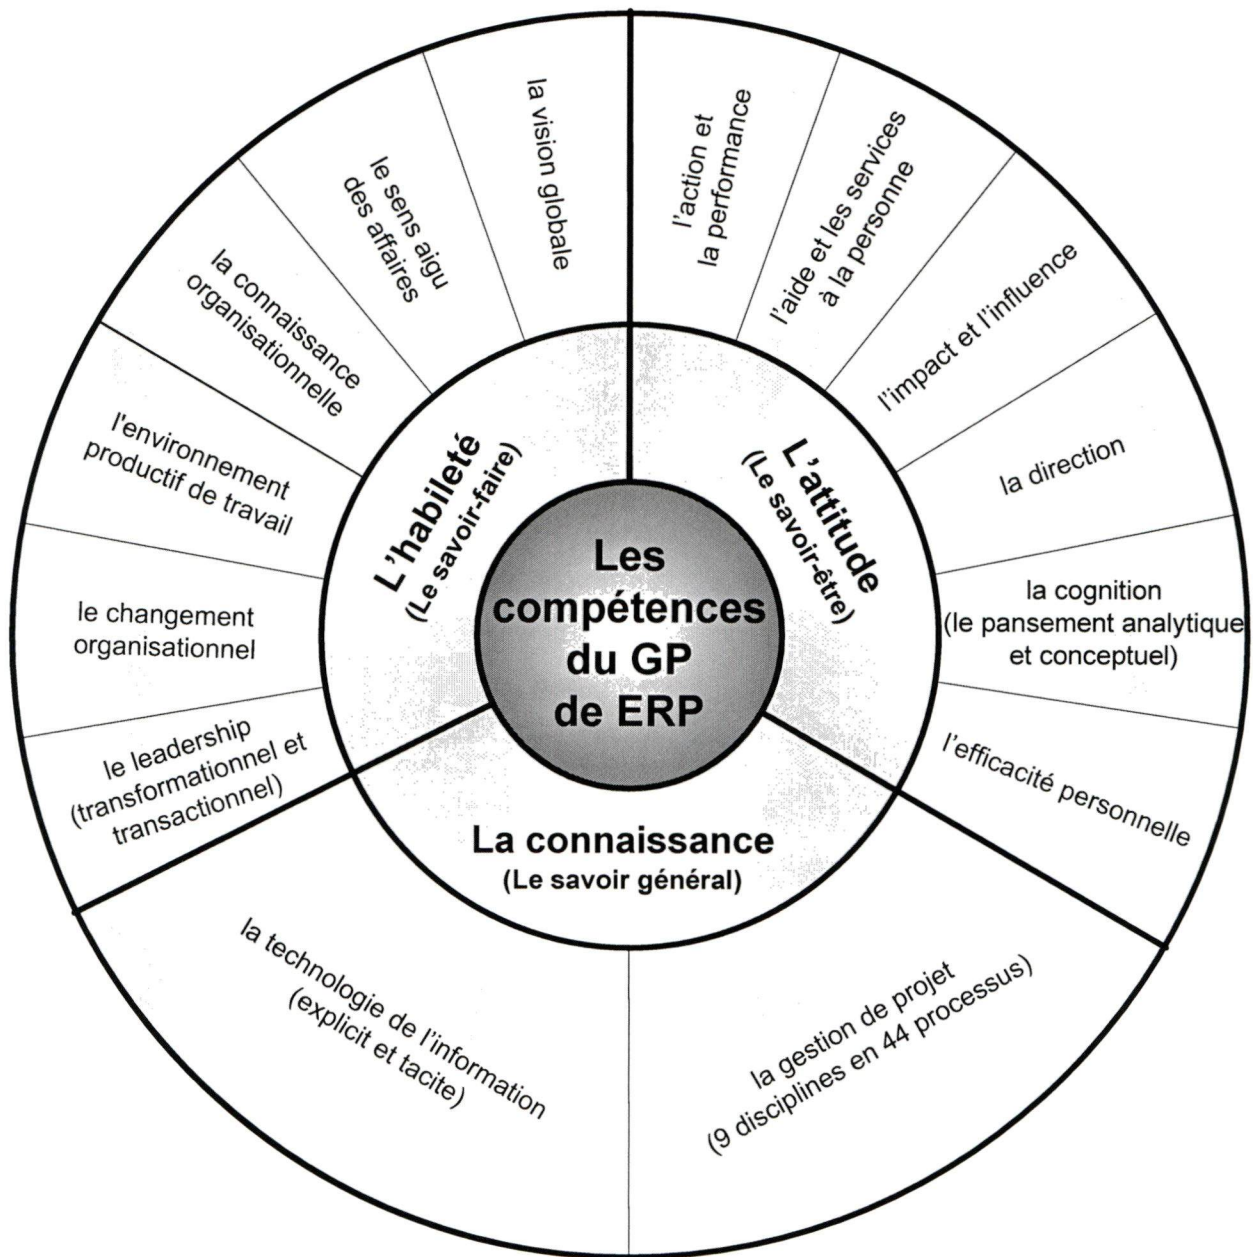 Les
compétences
du GP
de ERP
L'habileté
(Le savoir-faire)
L'attitude
(Le savoir-être)
La connaissance
(Le savoir général)
l'action et
la performance
l'aide et les services
à la personne
l'impact et l'influence
la direction
la cognition
(le pansement analytique
et conceptuel)
l'efficacité personnelle
la gestion de projet
(9 disciplines en 44 processus)
la technologie de l'information
(explicit et tacite)
le leadership
(transformationnel et
transactionnel)
le changement
organisationnel
l'environnement
productif de travail
la connaissance
organisationnelle
le sens aigu
des affaires
la vision globale